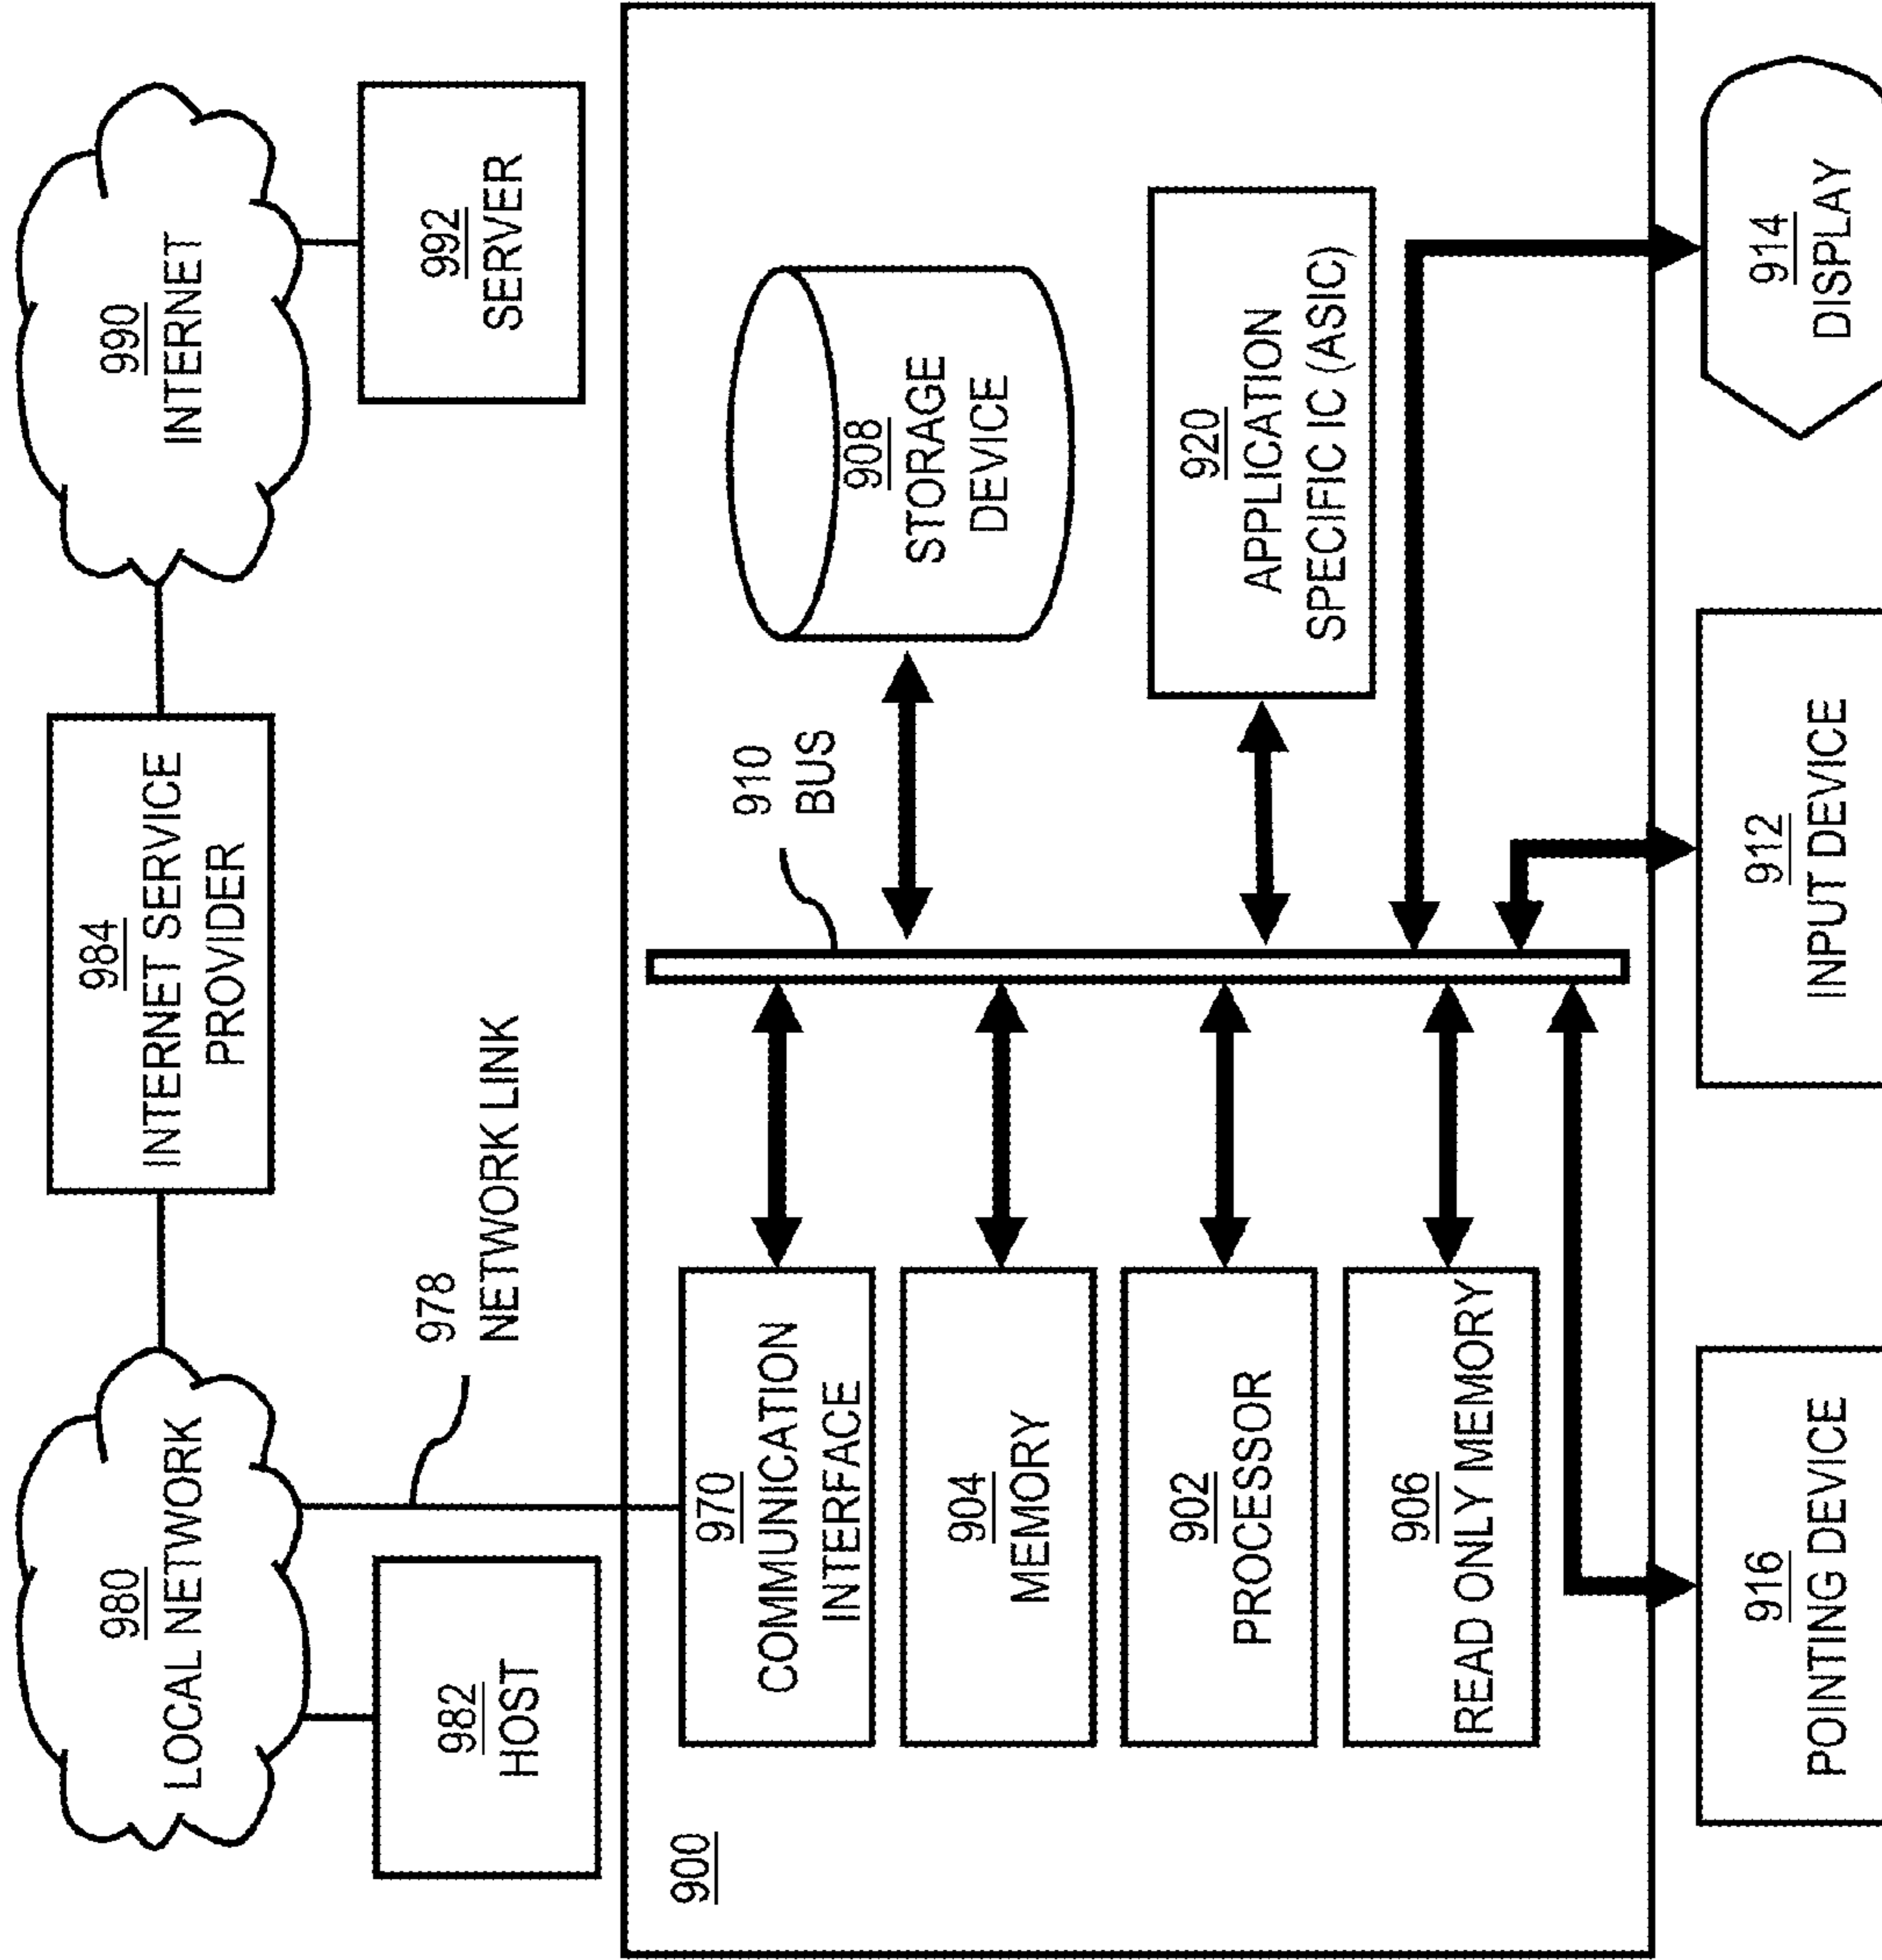 980
LOCAL NETWORK
984
INTERNET SERVICE
PROVIDER
990
INTERNET
982
HOST
978
NETWORK LINK
992
SERVER
900
970
COMMUNICATION
INTERFACE
910
BUS
908
STORAGE
DEVICE
904
MEMORY
902
PROCESSOR
920
APPLICATION
SPECIFIC IC (ASIC)
906
READ ONLY MEMORY
916
POINTING DEVICE
912
INPUT DEVICE
914
DISPLAY